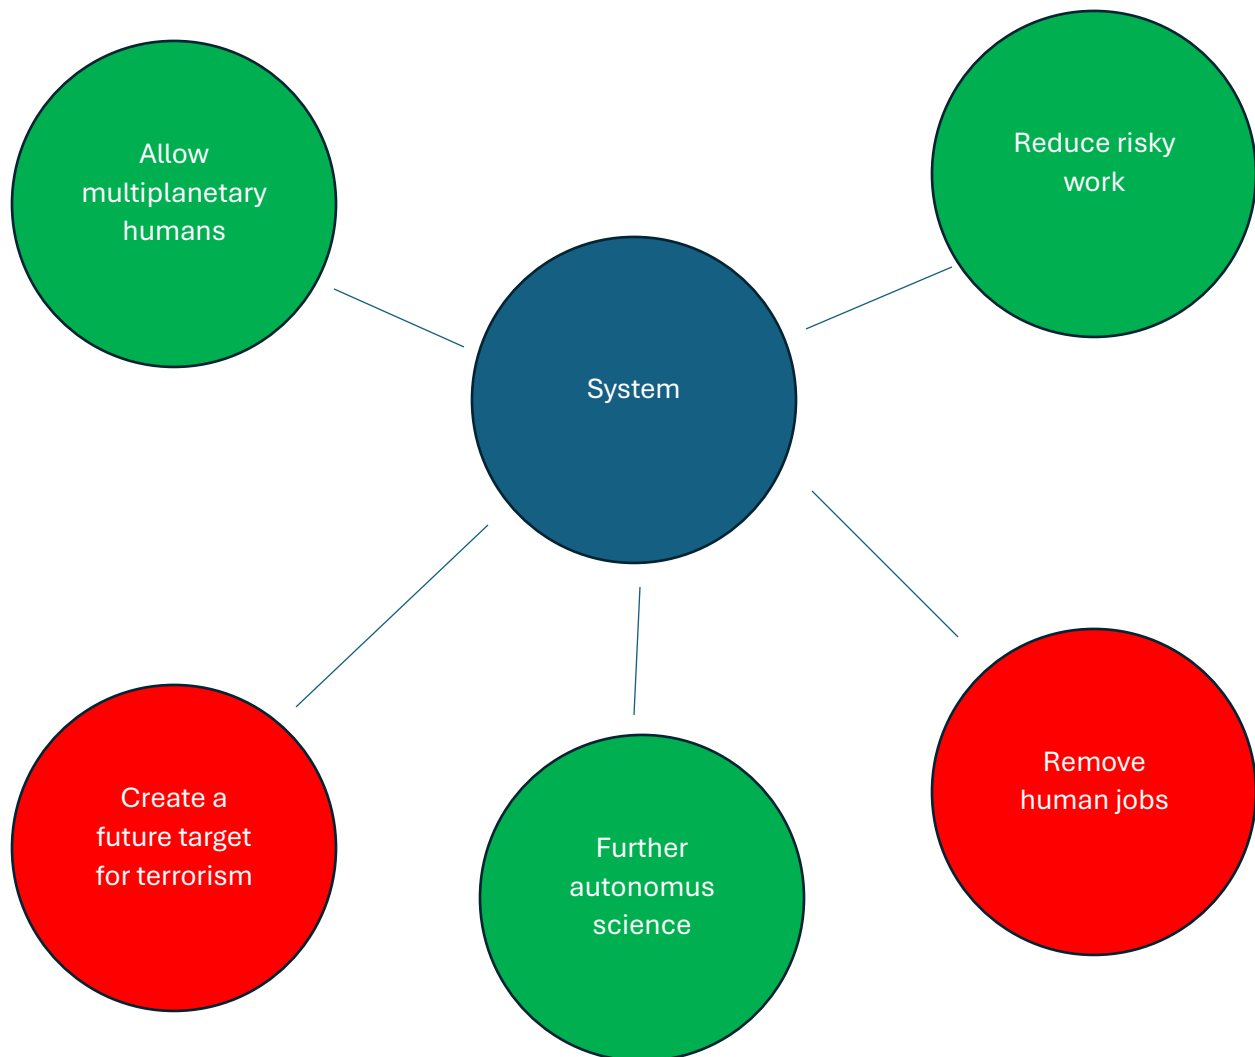 Allow
multiplanetary
humans
Reduce risky
work
System
Create a
future target
for terrorism
Further
autonomus
science
Remove
human jobs